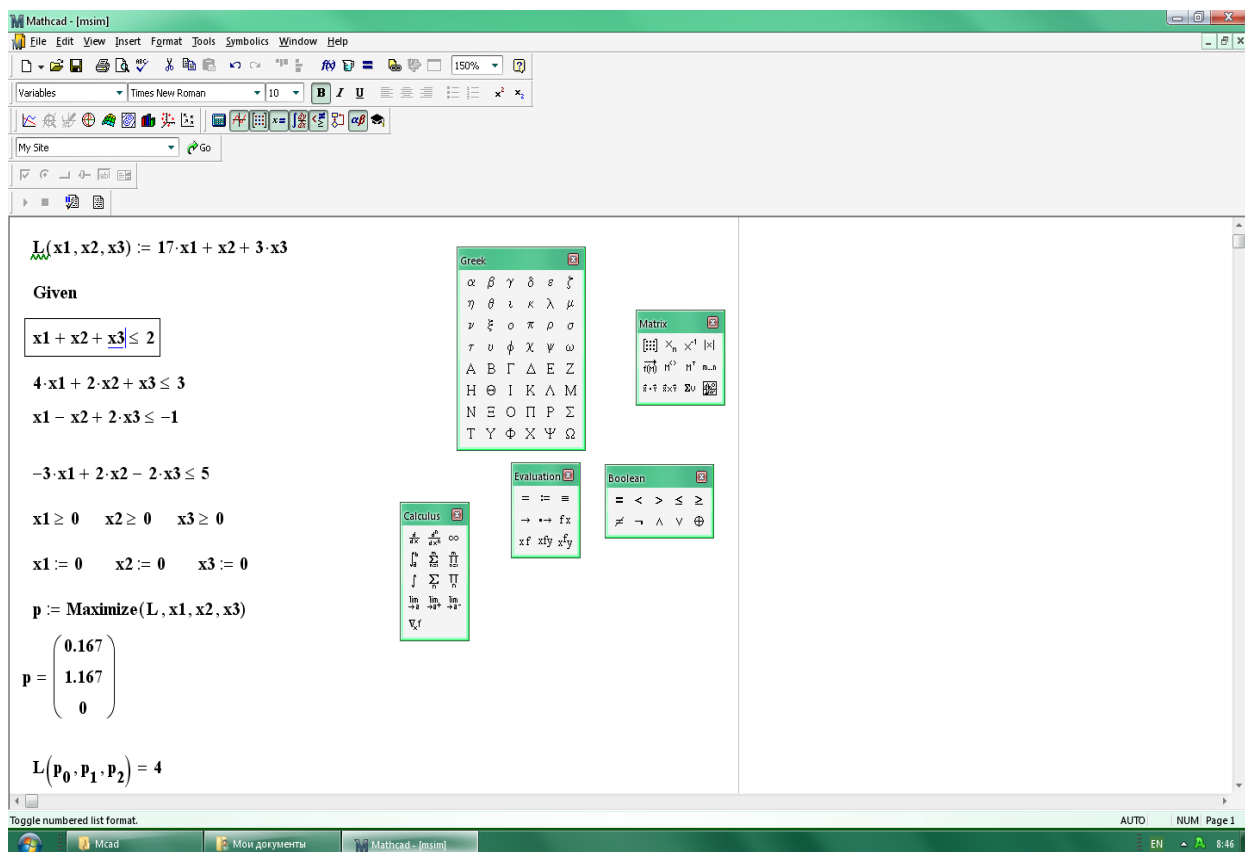 Mathcad - [msim]
File Edit View Insert Format Tools Symbolics Window Help
150%
Variables Times New Roman 10 B I U
My Site Go
L(x1, x2, x3) := 17·x1 + x2 + 3·x3
Given
x1 + x2 + x3 ≤ 2
4·x1 + 2·x2 + x3 ≤ 3
x1 − x2 + 2·x3 ≤ −1
−3·x1 + 2·x2 − 2·x3 ≤ 5
x1 ≥ 0 x2 ≥ 0 x3 ≥ 0
x1 := 0 x2 := 0 x3 := 0
p := Maximize(L, x1, x2, x3)
p = (0.167
1.167
0)
L(p₀, p₁, p₂) = 4
Greek
α β γ δ ε ζ
η θ ι κ λ μ
ν ξ ο π ρ σ
τ υ φ χ ψ ω
Α Β Γ Δ Ε Ζ
Η Θ Ι Κ Λ Μ
Ν Ξ Ο Π Ρ Σ
Τ Υ Φ Χ Ψ Ω
Matrix
Evaluation
= := ≡
→ •→ fx
xf xfy xfy
Boolean
= < > ≤ ≥
≠ ¬ ∧ ∨ ⊕
Calculus
Toggle numbered list format. AUTO NUM Page 1
Mcad Мои документы Mathcad - [msim] EN 8:46